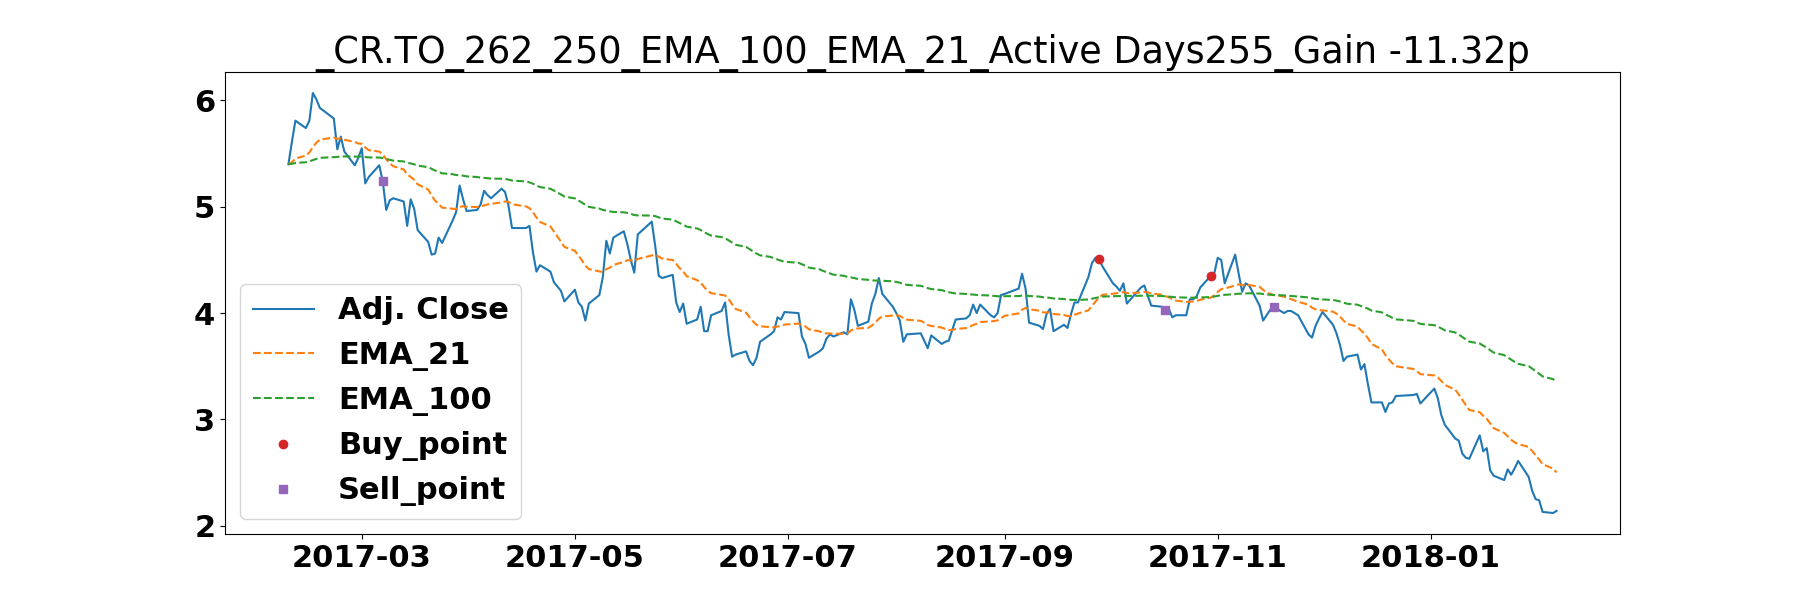 _CR.TO_262_250_EMA_100_EMA_21_Active Days255_Gain -11.32p
6
5
4
3
2
Adj. Close
EMA_21
EMA_100
Buy_point
Sell_point
2017-03 2017-05 2017-07 2017-09 2017-11 2018-01